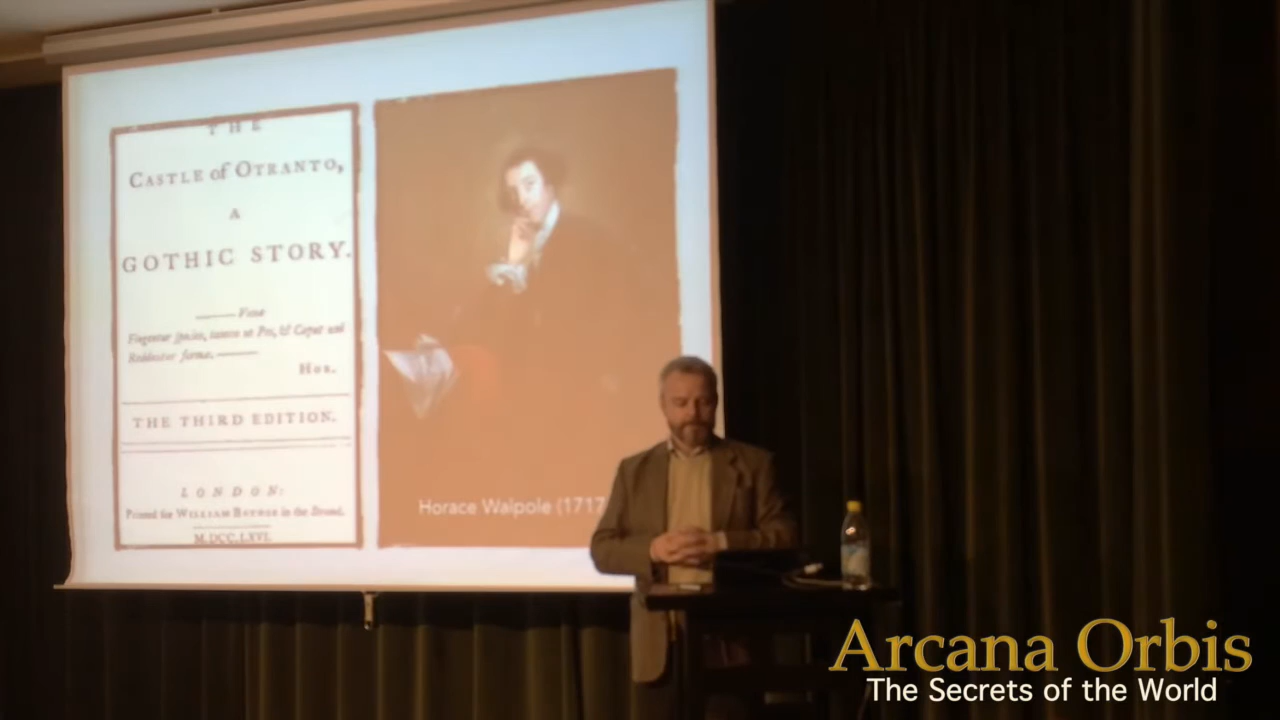 THE
CASTLE of OTRANTO,
A
GOTHIC STORY.
Vanæ
Fingentur species, tamen ut Pes, & Caput uni
Reddantur formæ.
HOR.
THE THIRD EDITION.
LONDON:
Printed for WILLIAM BATHOE in the Strand.
M.DCC.LXVI.
Horace Walpole (1717
Arcana Orbis
The Secrets of the World